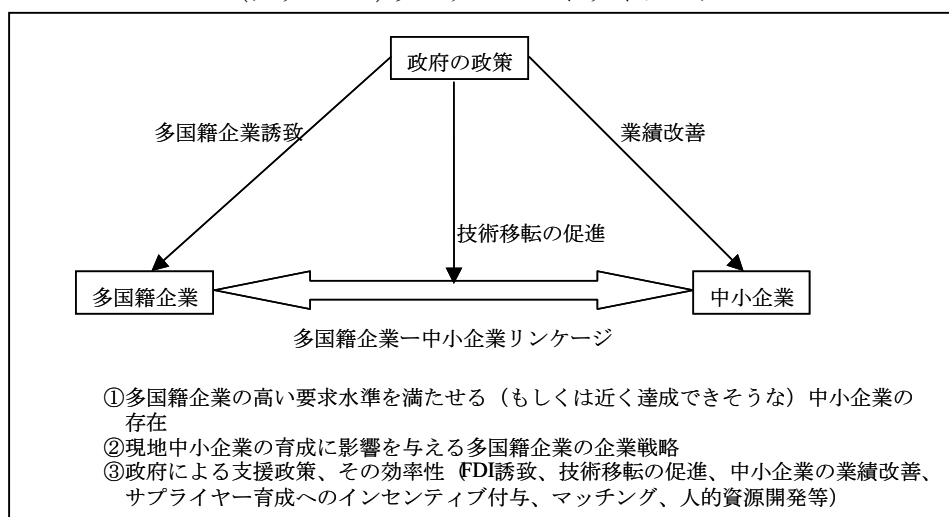 政府の政策
多国籍企業誘致
業績改善
技術移転の促進
多国籍企業
中小企業
多国籍企業ー中小企業リンケージ
①多国籍企業の高い要求水準を満たせる（もしくは近く達成できそうな）中小企業の
存在
②現地中小企業の育成に影響を与える多国籍企業の企業戦略
③政府による支援政策、その効率性（FDI誘致、技術移転の促進、中小企業の業績改善、
サプライヤー育成へのインセンティブ付与、マッチング、人的資源開発等）